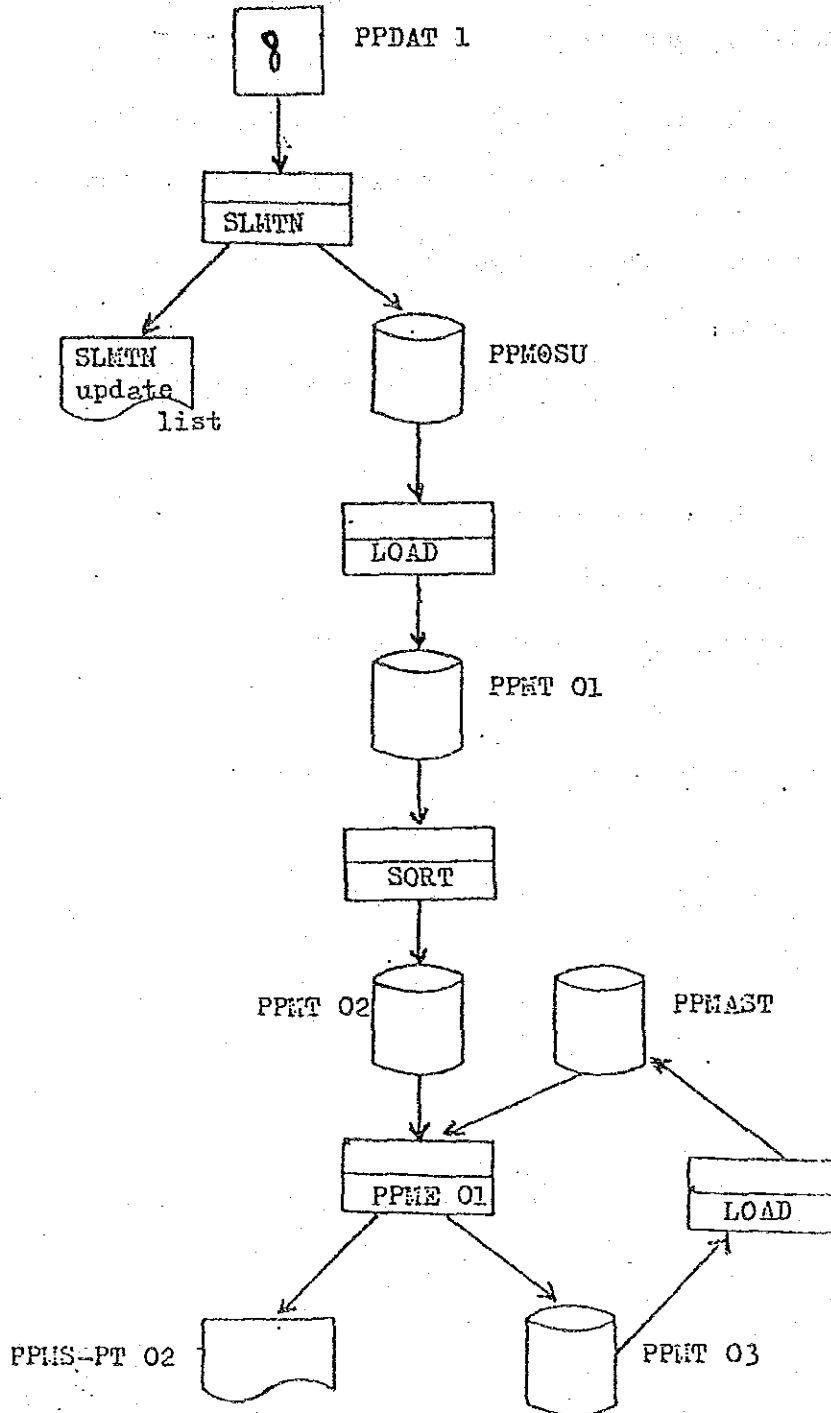 8
PPDAT 1
SLMTN
SLMTN
update
list
PPMOSU
LOAD
PPMT 01
SORT
PPMT 02
PPMAST
PPME 01
LOAD
PPMS-PT 02
PPMT 03